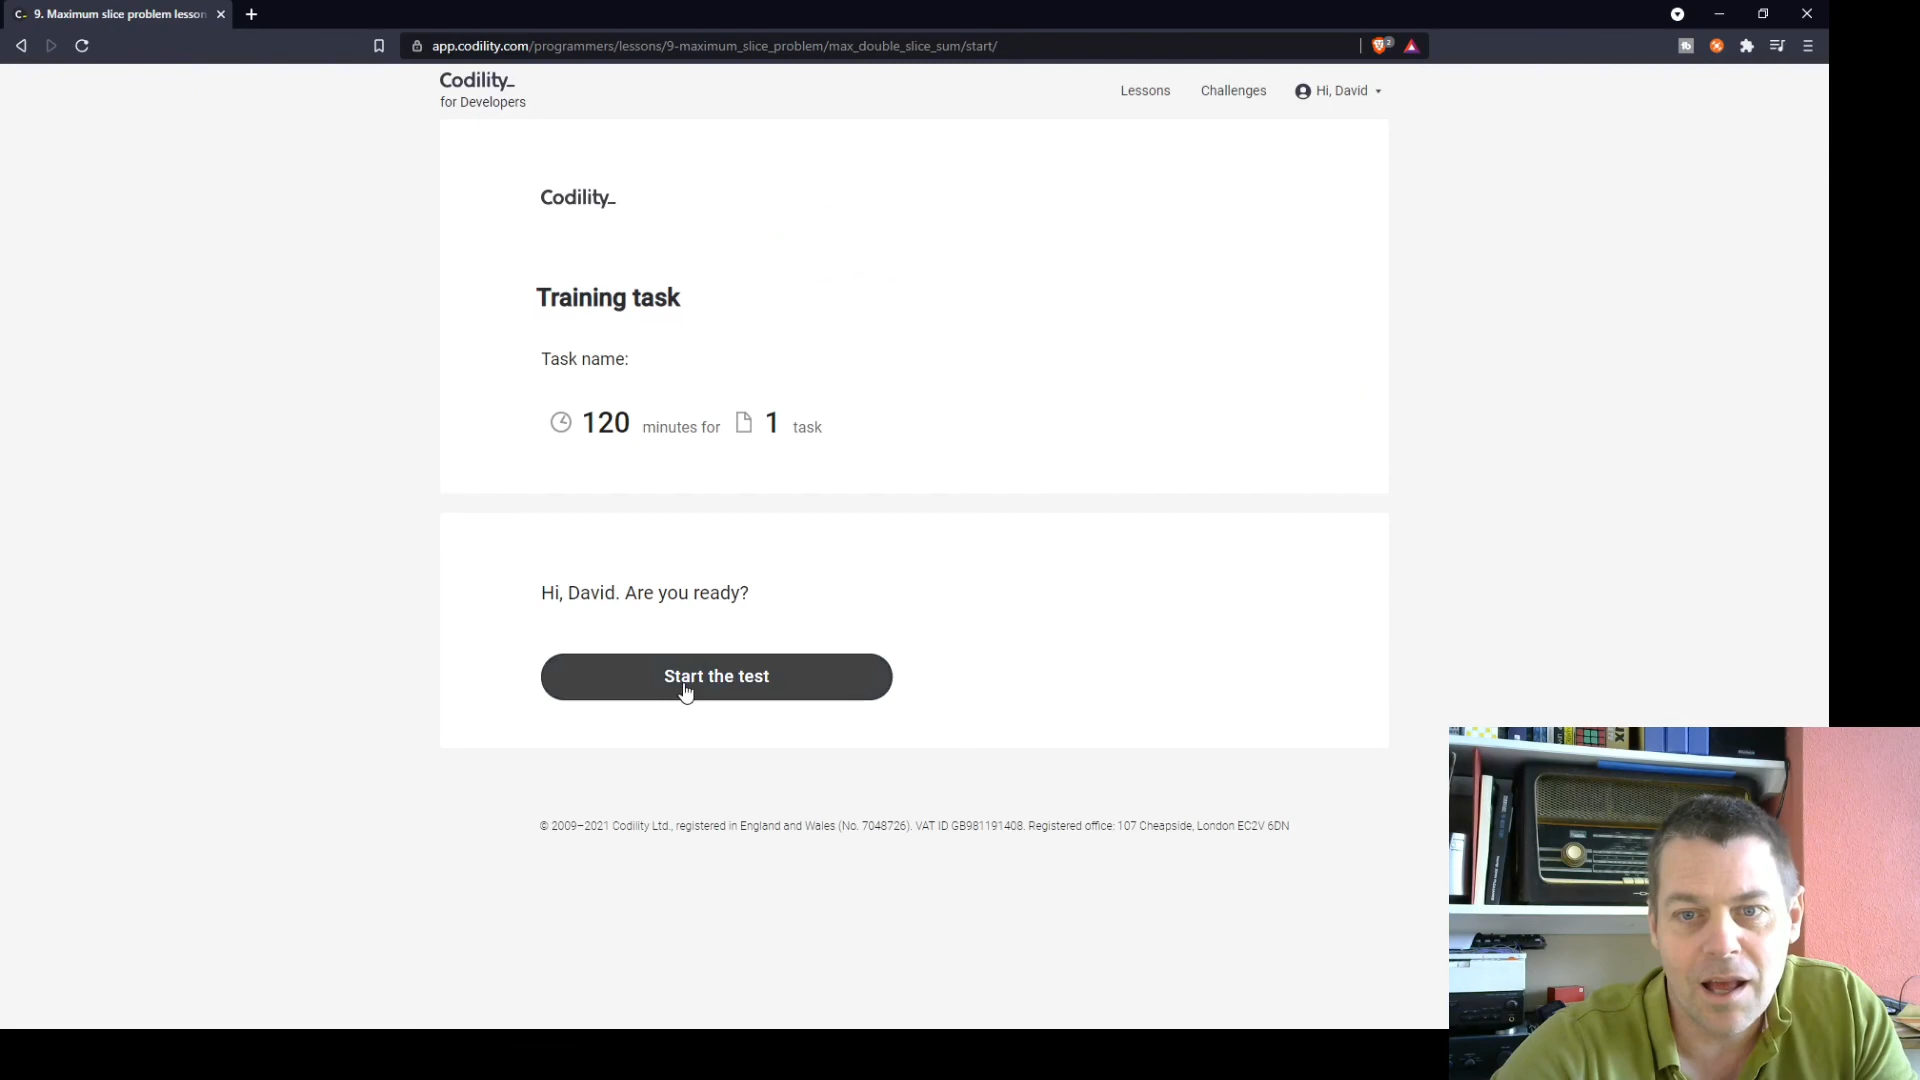 9. Maximum slice problem lesson
app.codility.com/programmers/lessons/9-maximum_slice_problem/max_double_slice_sum/start/
2
Codility_
for Developers
Lessons
Challenges
Hi, David
Codility_
Training task
Task name:
120 minutes for 1 task
Hi, David. Are you ready?
Start the test
© 2009–2021 Codility Ltd., registered in England and Wales (No. 7048726). VAT ID GB981191408. Registered office: 107 Cheapside, London EC2V 6DN